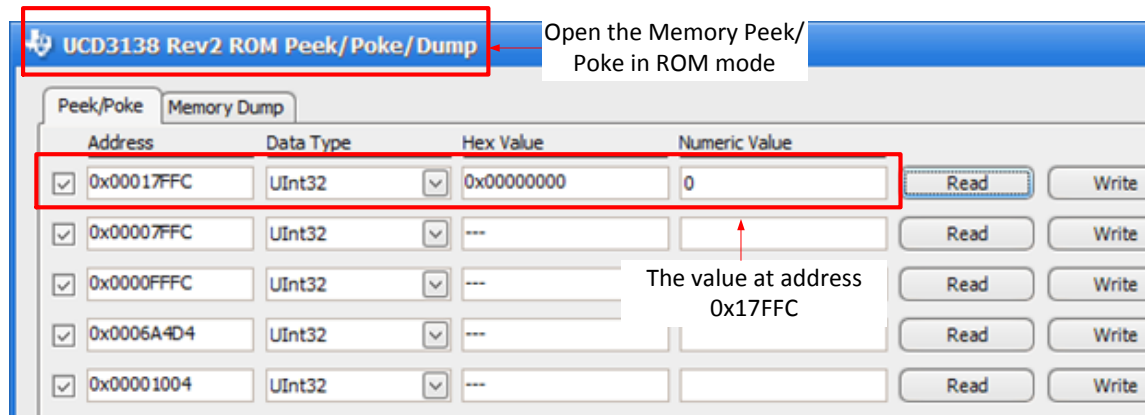 UCD3138 Rev2 ROM Peek/Poke/Dump
Open the Memory Peek/
Poke in ROM mode
Peek/Poke Memory Dump
Address Data Type Hex Value Numeric Value
0x00017FFC UInt32 0x00000000 0 Read Write
0x00007FFC UInt32 --- Read Write
The value at address
0x17FFC
0x0000FFFC UInt32 --- Read Write
0x0006A4D4 UInt32 --- Read Write
0x00001004 UInt32 --- Read Write